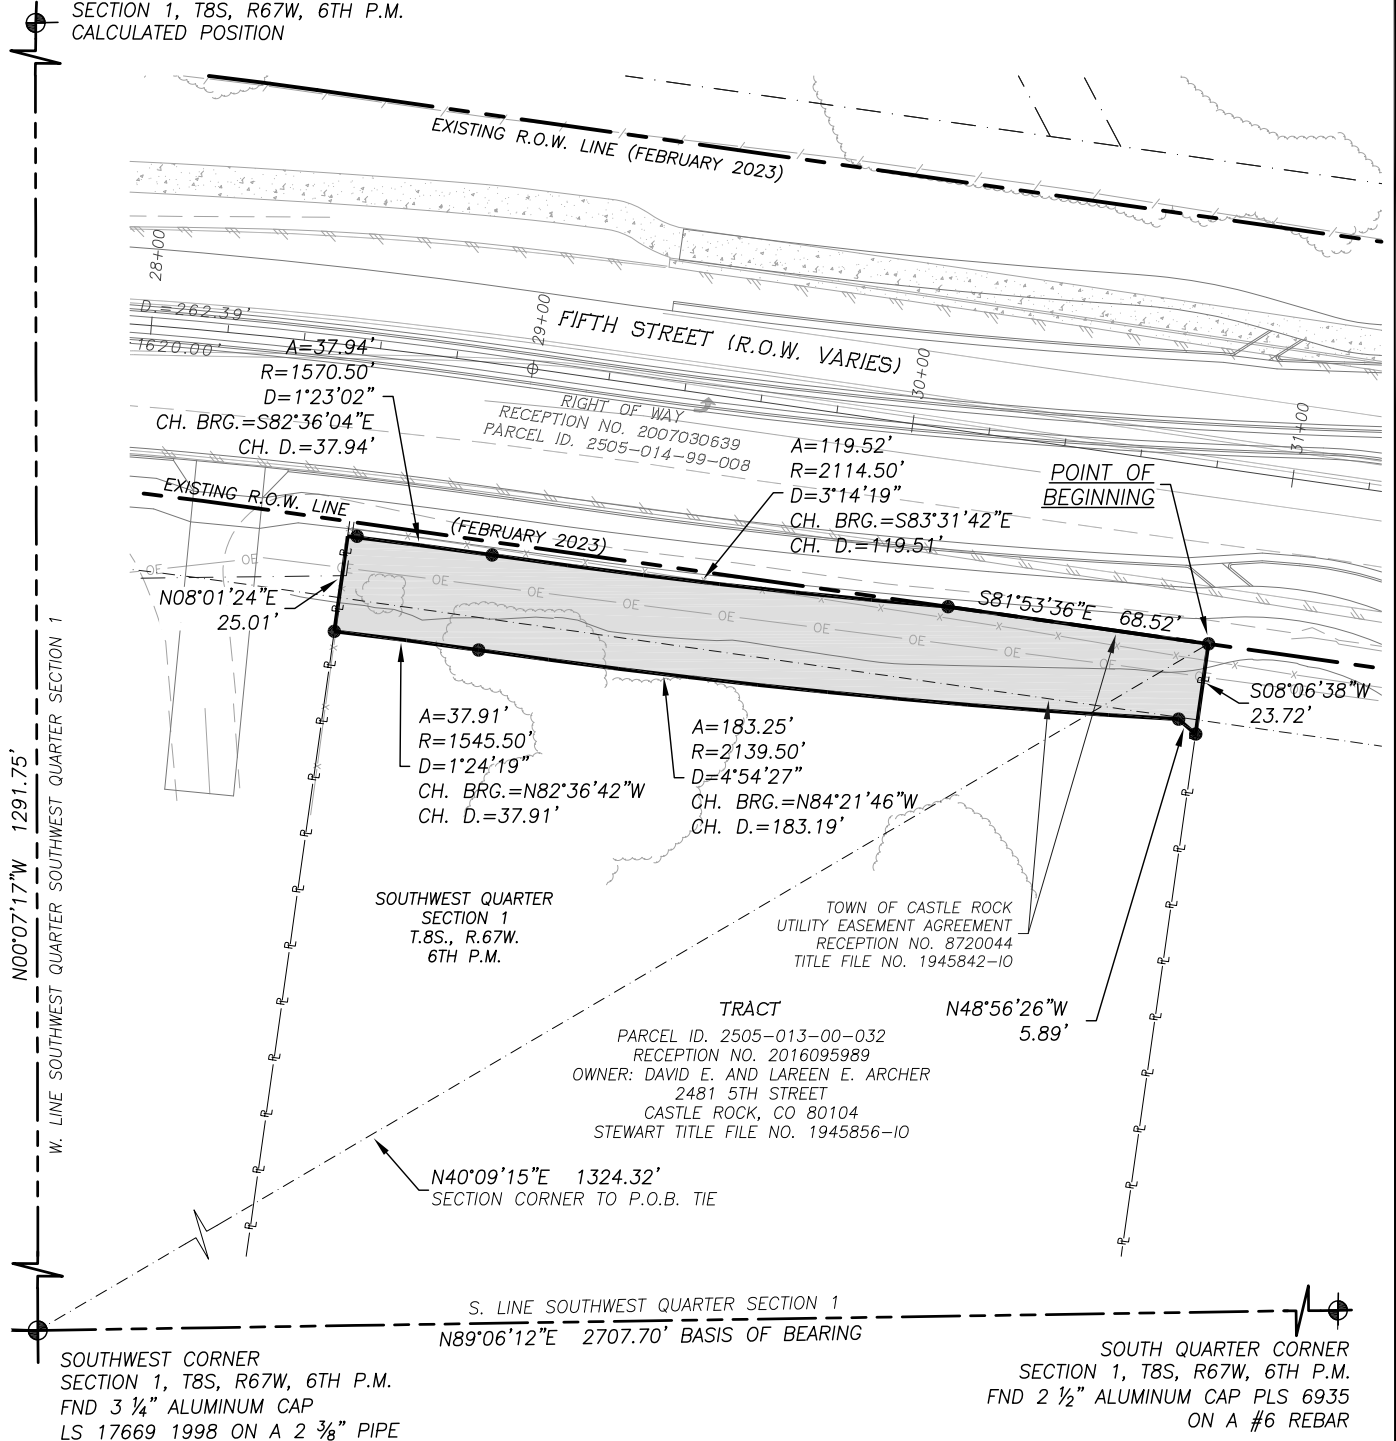 SECTION 1, T8S, R67W, 6TH P.M.
CALCULATED POSITION
EXISTING R.O.W. LINE (FEBRUARY 2023)
28+00
29+00
30+00
31+00
D.=262.39'
1620.00'
FIFTH STREET (R.O.W. VARIES)
A=37.94'
R=1570.50'
D=1°23'02"
CH. BRG.=S82°36'04"E
CH. D.=37.94'
RIGHT OF WAY
RECEPTION NO. 2007030639
PARCEL ID. 2505-014-99-008
A=119.52'
R=2114.50'
D=3°14'19"
CH. BRG.=S83°31'42"E
CH. D.=119.51'
POINT OF
BEGINNING
EXISTING R.O.W. LINE (FEBRUARY 2023)
OE OE OE OE OE OE OE OE OE OE
N08°01'24"E
25.01'
S81°53'36"E 68.52'
S08°06'38"W
23.72'
A=37.91'
R=1545.50'
D=1°24'19"
CH. BRG.=N82°36'42"W
CH. D.=37.91'
A=183.25'
R=2139.50'
D=4°54'27"
CH. BRG.=N84°21'46"W
CH. D.=183.19'
N00°07'17"W 1291.75'
W. LINE SOUTHWEST QUARTER SOUTHWEST QUARTER SECTION 1
SOUTHWEST QUARTER
SECTION 1
T.8S., R.67W.
6TH P.M.
TOWN OF CASTLE ROCK
UTILITY EASEMENT AGREEMENT
RECEPTION NO. 8720044
TITLE FILE NO. 1945842-IO
N48°56'26"W
5.89'
TRACT
PARCEL ID. 2505-013-00-032
RECEPTION NO. 2016095989
OWNER: DAVID E. AND LAREEN E. ARCHER
2481 5TH STREET
CASTLE ROCK, CO 80104
STEWART TITLE FILE NO. 1945856-IO
N40°09'15"E 1324.32'
SECTION CORNER TO P.O.B. TIE
S. LINE SOUTHWEST QUARTER SECTION 1
N89°06'12"E 2707.70' BASIS OF BEARING
SOUTHWEST CORNER
SECTION 1, T8S, R67W, 6TH P.M.
FND 3 ¼" ALUMINUM CAP
LS 17669 1998 ON A 2 ⅜" PIPE
SOUTH QUARTER CORNER
SECTION 1, T8S, R67W, 6TH P.M.
FND 2 ½" ALUMINUM CAP PLS 6935
ON A #6 REBAR